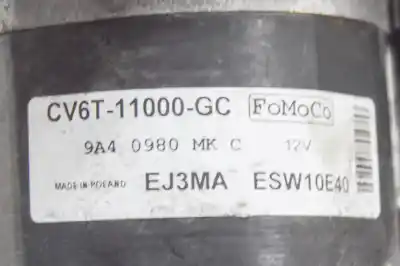 CV6T-11000-GC FoMoCo
9A4 0980 MK C 12V
MADE IN POLAND EJ3MA ESW10E40